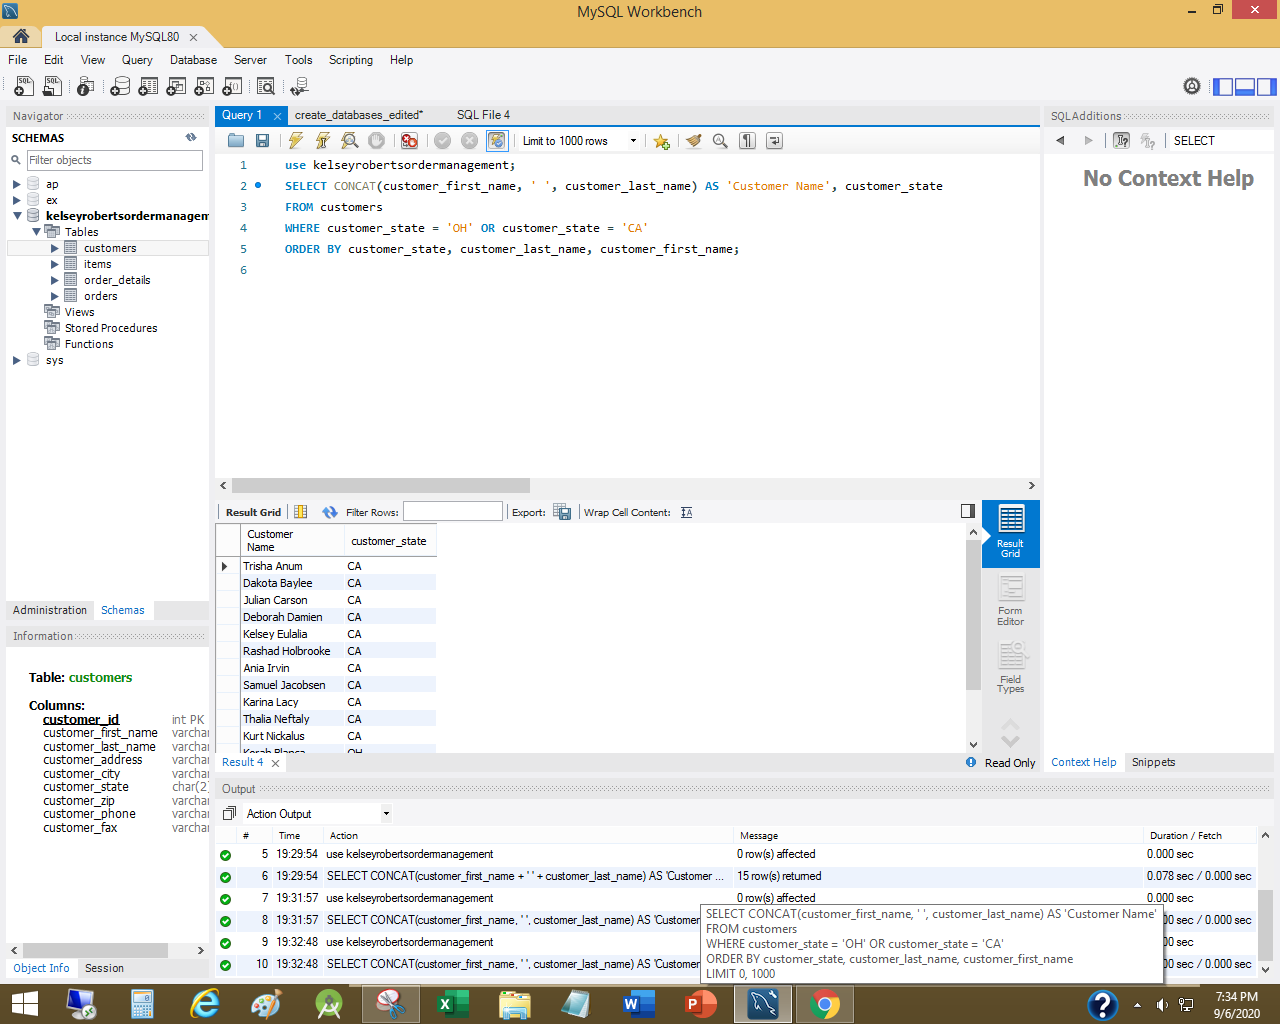 MySQL Workbench
Local instance MySQL80
File Edit View Query Database Server Tools Scripting Help
Navigator
SCHEMAS
Filter objects
ap
ex
kelseyrobertsordermanagem
Tables
customers
items
order_details
orders
Views
Stored Procedures
Functions
sys
Administration Schemas
Information
Table: customers
Columns:
customer_id int PK
customer_first_name varchar
customer_last_name varchar
customer_address varchar
customer_city varchar
customer_state char(2)
customer_zip varchar
customer_phone varchar
customer_fax varchar
Object Info Session
Query 1 create_databases_edited* SQL File 4
Limit to 1000 rows
1 use kelseyrobertsordermanagement;
2 SELECT CONCAT(customer_first_name, ' ', customer_last_name) AS 'Customer Name', customer_state
3 FROM customers
4 WHERE customer_state = 'OH' OR customer_state = 'CA'
5 ORDER BY customer_state, customer_last_name, customer_first_name;
6
Result Grid Filter Rows: Export: Wrap Cell Content: IA
Customer Name customer_state
Trisha Anum CA
Dakota Baylee CA
Julian Carson CA
Deborah Damien CA
Kelsey Eulalia CA
Rashad Holbrooke CA
Ania Irvin CA
Samuel Jacobsen CA
Karina Lacy CA
Thalia Neftaly CA
Kurt Nickalus CA
Korah Blanca OH
Result Grid
Form Editor
Field Types
Result 4 Read Only
SQLAdditions
SELECT
No Context Help
Context Help Snippets
Output
Action Output
# Time Action Message Duration / Fetch
5 19:29:54 use kelseyrobertsordermanagement 0 row(s) affected 0.000 sec
6 19:29:54 SELECT CONCAT(customer_first_name + ' ' + customer_last_name) AS 'Customer ... 15 row(s) returned 0.078 sec / 0.000 sec
7 19:31:57 use kelseyrobertsordermanagement 0 row(s) affected 0.000 sec
8 19:31:57 SELECT CONCAT(customer_first_name, ' ', customer_last_name) AS 'Customer 00 sec / 0.000 sec
9 19:32:48 use kelseyrobertsordermanagement 00 sec
10 19:32:48 SELECT CONCAT(customer_first_name, ' ', customer_last_name) AS 'Customer 00 sec / 0.000 sec
SELECT CONCAT(customer_first_name, ' ', customer_last_name) AS 'Customer Name'
FROM customers
WHERE customer_state = 'OH' OR customer_state = 'CA'
ORDER BY customer_state, customer_last_name, customer_first_name
LIMIT 0, 1000
7:34 PM
9/6/2020